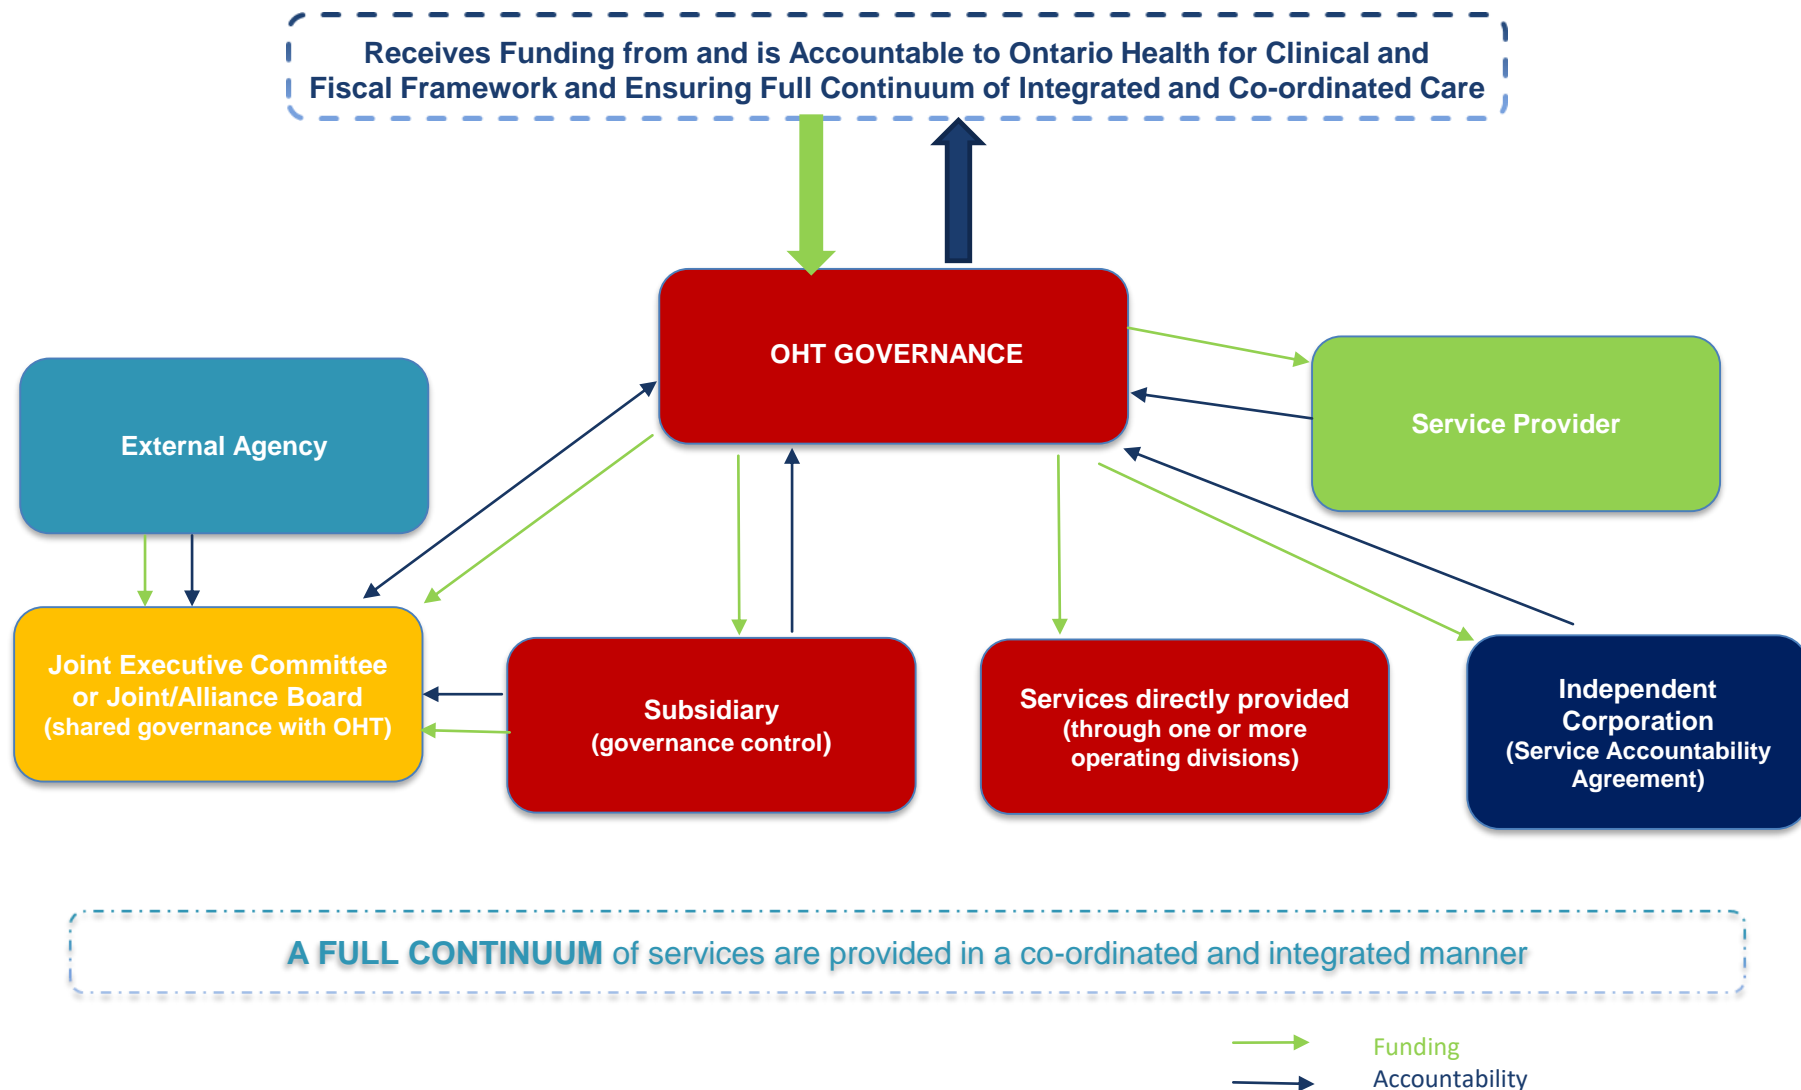 Receives Funding from and is Accountable to Ontario Health for Clinical and
Fiscal Framework and Ensuring Full Continuum of Integrated and Co-ordinated Care
OHT GOVERNANCE
External Agency
Service Provider
Joint Executive Committee
or Joint/Alliance Board
(shared governance with OHT)
Subsidiary
(governance control)
Services directly provided
(through one or more
operating divisions)
Independent
Corporation
(Service Accountability
Agreement)
A FULL CONTINUUM of services are provided in a co-ordinated and integrated manner
Funding
Accountability